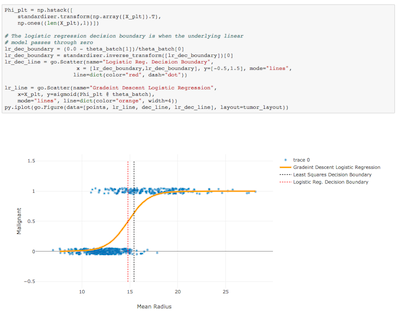 Phi_plt = np.hstack([
standardizer.transform(np.array([X_plt]).T),
np.ones((len(X_plt),1))])
# The logistic regression decision boundary is when the underlying linear
# model passes through zero
lr_dec_boundary = (0.0 - theta_batch[1])/theta_batch[0]
lr_dec_boundary = standardizer.inverse_transform([lr_dec_boundary])[0]
lr_dec_line = go.Scatter(name="Logistic Reg. Decision Boundary",
x = [lr_dec_boundary,lr_dec_boundary], y=[-0.5,1.5], mode="lines",
line=dict(color="red", dash="dot"))
lr_line = go.Scatter(name="Gradeint Descent Logistic Regression",
x=X_plt, y=sigmoid(Phi_plt @ theta_batch),
mode="lines", line=dict(color="orange", width=4))
py.iplot(go.Figure(data=[points, lr_line, dec_line, lr_dec_line], layout=tumor_layout))
1.5
1
0.5
0
−0.5
Malignant
10
15
20
25
Mean Radius
trace 0
Gradeint Descent Logistic Regression
Least Squares Decision Boundary
Logistic Reg. Decision Boundary